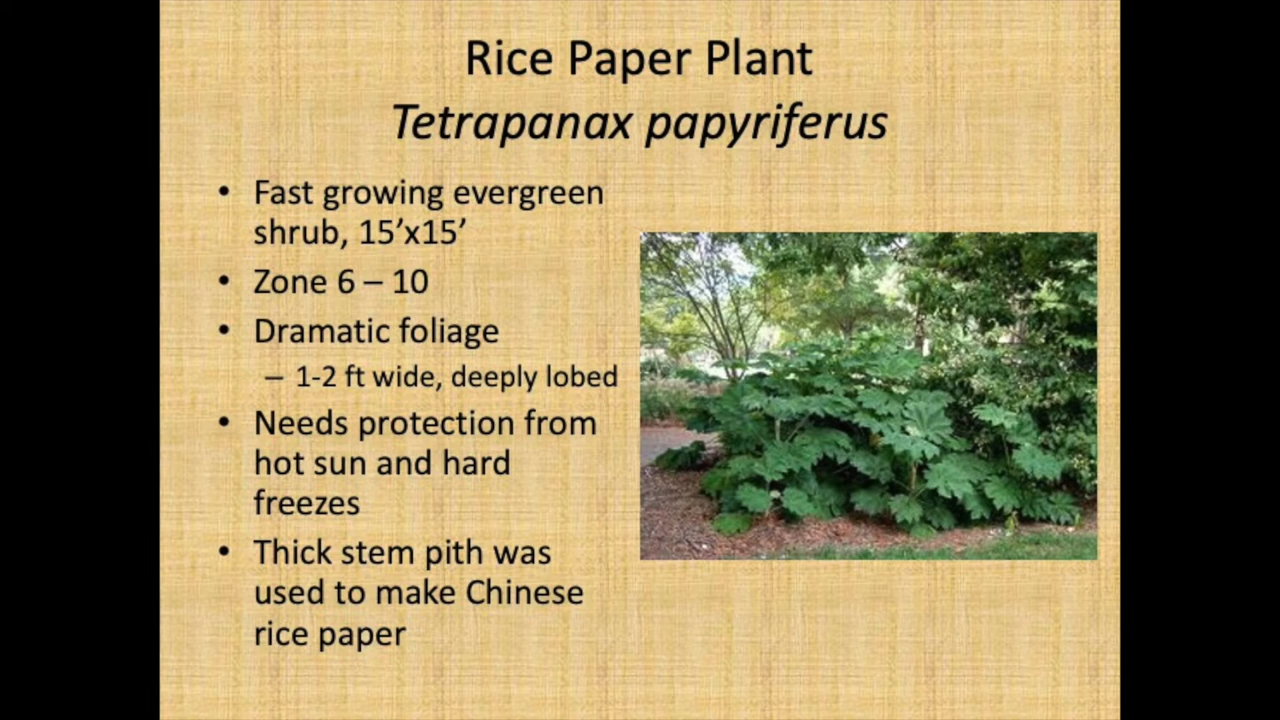 Rice Paper Plant
Tetrapanax papyriferus
• Fast growing evergreen
shrub, 15’x15’
• Zone 6 – 10
• Dramatic foliage
– 1-2 ft wide, deeply lobed
• Needs protection from
hot sun and hard
freezes
• Thick stem pith was
used to make Chinese
rice paper